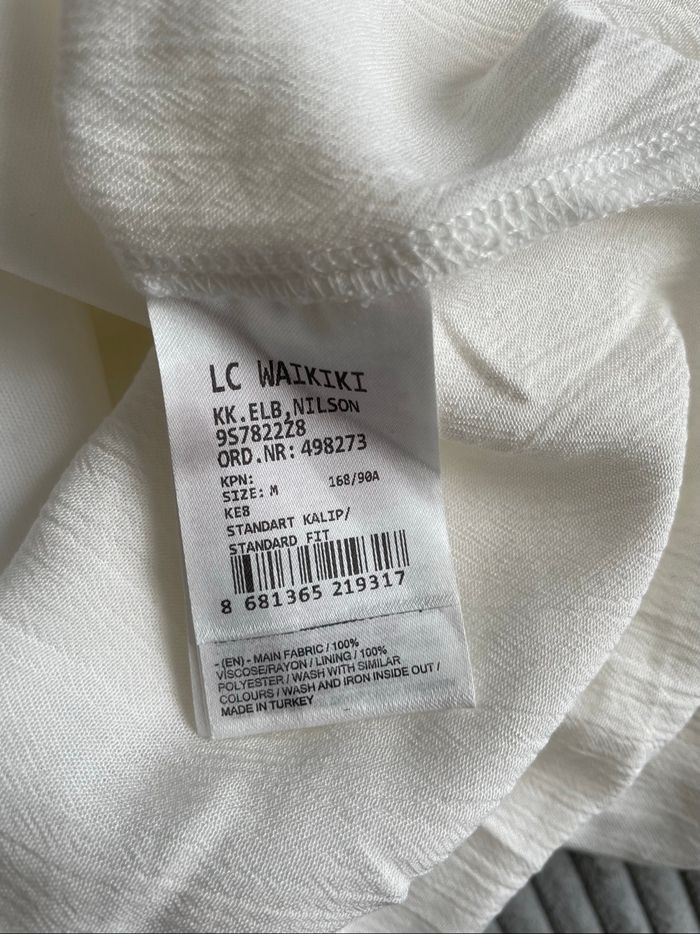 LC WAIKIKI
KK.ELB,NILSON
9S7822Z8
ORD.NR: 498273
KPN:
SIZE: M 168/90A
KE8
STANDART KALIP/
STANDARD FIT
8 681365 219317
- (EN) - MAIN FABRIC / 100%
VISCOSE/RAYON / LINING / 100%
POLYESTER / WASH WITH SIMILAR
COLOURS / WASH AND IRON INSIDE OUT /
MADE IN TURKEY